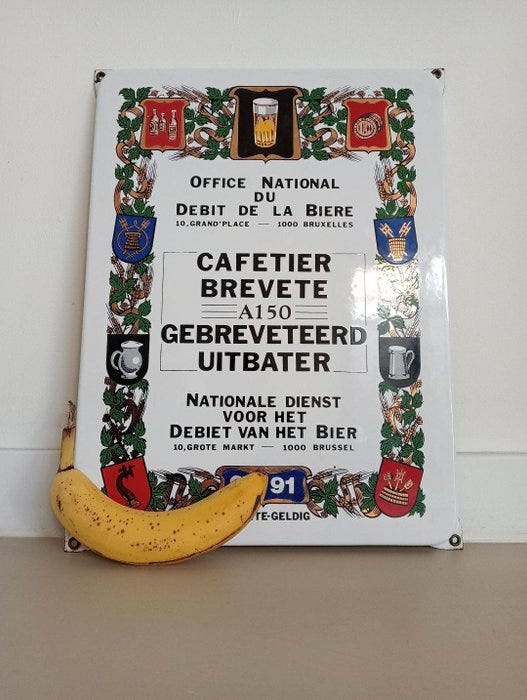 OFFICE NATIONAL
DU
DEBIT DE LA BIERE
10,GRAND'PLACE — 1000 BRUXELLES
CAFETIER
BREVETE
A150
GEBREVETEERD
UITBATER
NATIONALE DIENST
VOOR HET
DEBIET VAN HET BIER
10,GROTE MARKT — 1000 BRUSSEL
91
TE-GELDIG